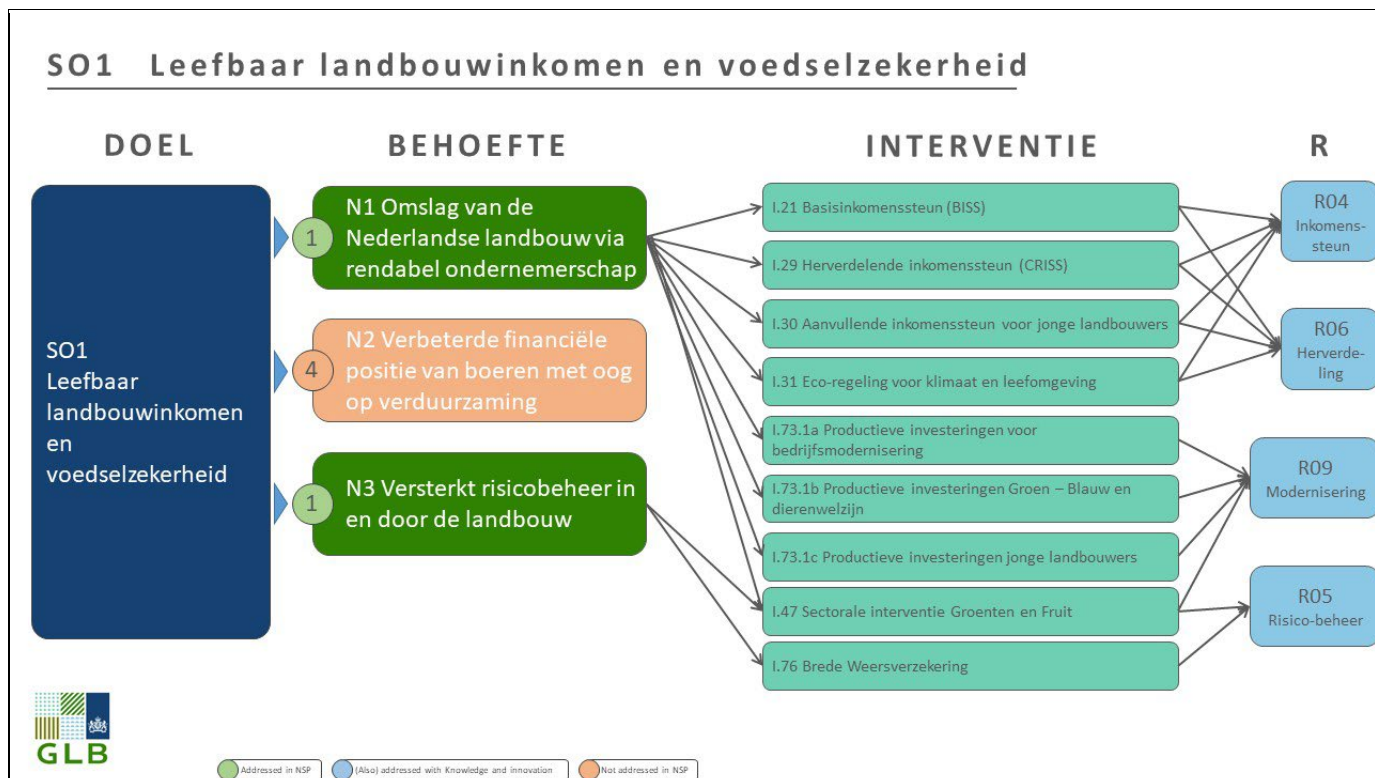 SO1 Leefbaar landbouwinkomen en voedselzekerheid
DOEL
BEHOEFTE
INTERVENTIE
R
SO1
Leefbaar
landbouwinkomen
en
voedselzekerheid
1
N1 Omslag van de
Nederlandse landbouw via
rendabel ondernemerschap
4
N2 Verbeterde financiële
positie van boeren met oog
op verduurzaming
1
N3 Versterkt risicobeheer in
en door de landbouw
I.21 Basisinkomenssteun (BISS)
I.29 Herverdelende inkomenssteun (CRISS)
I.30 Aanvullende inkomenssteun voor jonge landbouwers
I.31 Eco-regeling voor klimaat en leefomgeving
I.73.1a Productieve investeringen voor
bedrijfsmodernisering
I.73.1b Productieve investeringen Groen – Blauw en
dierenwelzijn
I.73.1c Productieve investeringen jonge landbouwers
I.47 Sectorale interventie Groenten en Fruit
I.76 Brede Weersverzekering
R04
Inkomens-
steun
R06
Herverde-
ling
R09
Modernisering
R05
Risico-beheer
GLB
Addressed in NSP
(Also) addressed with Knowledge and innovation
Not addressed in NSP